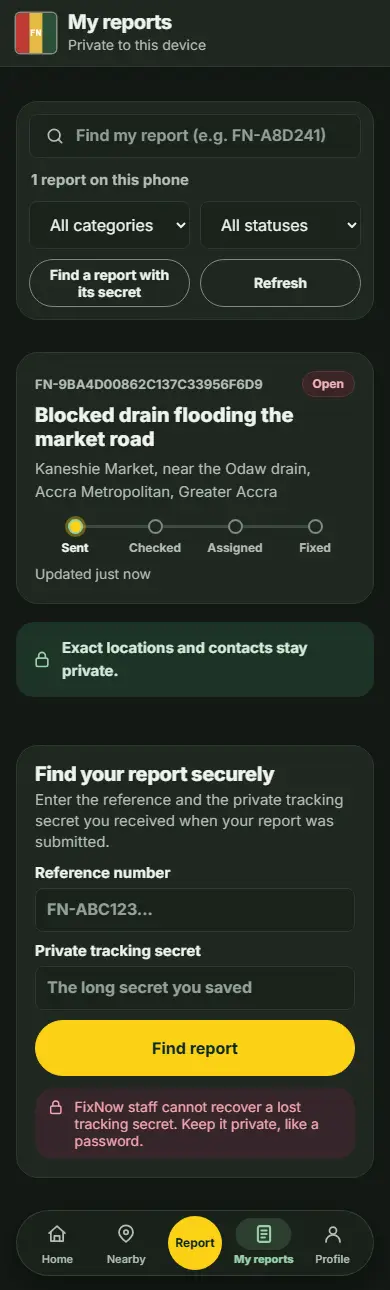 FN
My reports
Private to this device
Find my report (e.g. FN-A8D241)
1 report on this phone
All categories
All statuses
Find a report with
its secret
Refresh
FN-9BA4D00862C137C33956F6D9
Open
Blocked drain flooding the
market road
Kaneshie Market, near the Odaw drain,
Accra Metropolitan, Greater Accra
Sent
Checked
Assigned
Fixed
Updated just now
Exact locations and contacts stay
private.
Find your report securely
Enter the reference and the private tracking
secret you received when your report was
submitted.
Reference number
FN-ABC123...
Private tracking secret
The long secret you saved
Find report
FixNow staff cannot recover a lost
tracking secret. Keep it private, like a
password.
Home
Nearby
Report
My reports
Profile